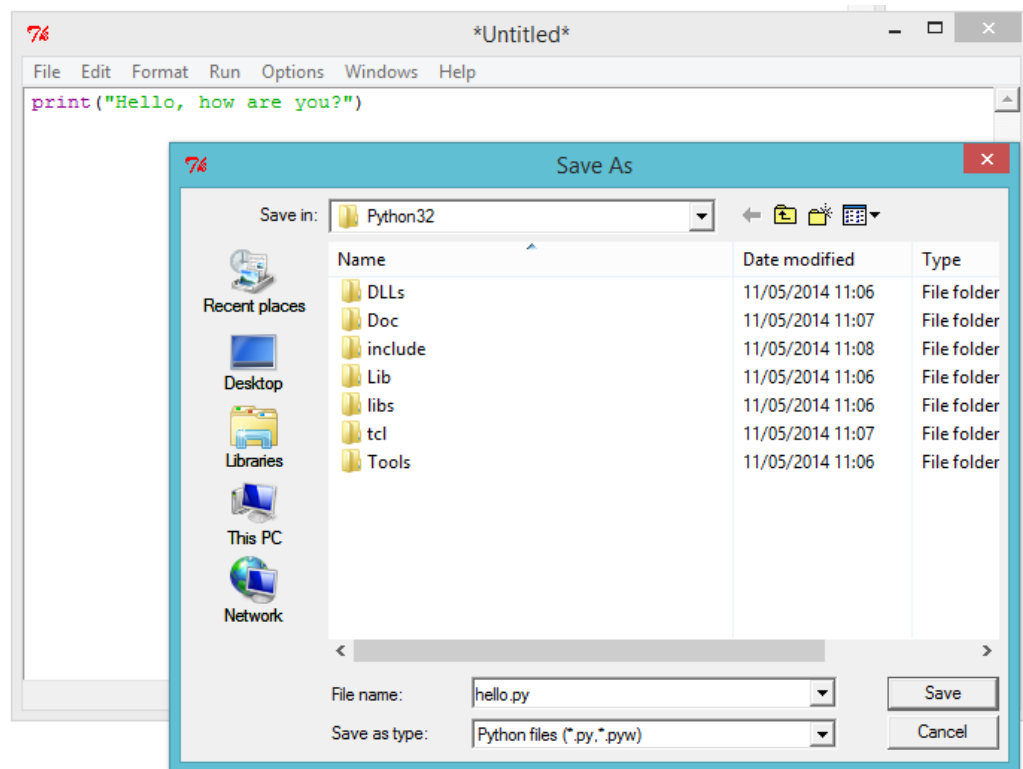 *Untitled*
File Edit Format Run Options Windows Help
print("Hello, how are you?")
Save As
Save in: Python32
Name Date modified Type
DLLs 11/05/2014 11:06 File folder
Doc 11/05/2014 11:07 File folder
include 11/05/2014 11:08 File folder
Lib 11/05/2014 11:06 File folder
libs 11/05/2014 11:06 File folder
tcl 11/05/2014 11:07 File folder
Tools 11/05/2014 11:06 File folder
Recent places
Desktop
Libraries
This PC
Network
File name: hello.py Save
Save as type: Python files (*.py,*.pyw) Cancel